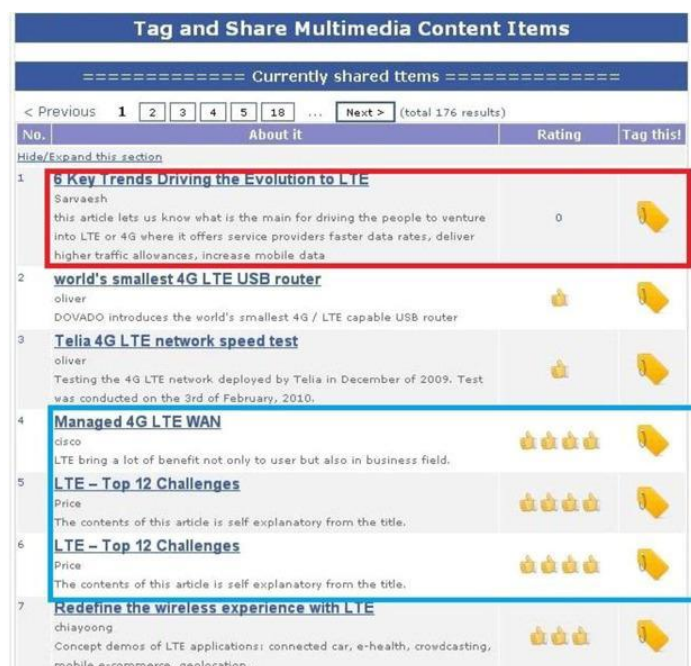 Tag and Share Multimedia Content Items
============= Currently shared ttems ==============
< Previous 1 2 3 4 5 18 ... Next > (total 176 results)
No. About it Rating Tag this!
Hide/Expand this section
1 6 Key Trends Driving the Evolution to LTE
Sarvaesh
this article lets us know what is the main for driving the people to venture
into LTE or 4G where it offers service providers faster data rates, deliver
higher traffic allowances, increase mobile data
0
2 world's smallest 4G LTE USB router
oliver
DOVADO introduces the world's smallest 4G / LTE capable USB router
3 Telia 4G LTE network speed test
oliver
Testing the 4G LTE network deployed by Telia in December of 2009. Test
was conducted on the 3rd of February, 2010.
4 Managed 4G LTE WAN
cisco
LTE bring a lot of benefit not only to user but also in business field.
5 LTE – Top 12 Challenges
Price
The contents of this article is self explanatory from the title.
6 LTE – Top 12 Challenges
Price
The contents of this article is self explanatory from the title.
7 Redefine the wireless experience with LTE
chiayoong
Concept demos of LTE applications: connected car, e-health, crowdcasting,
mobile e-commerce, geolocation